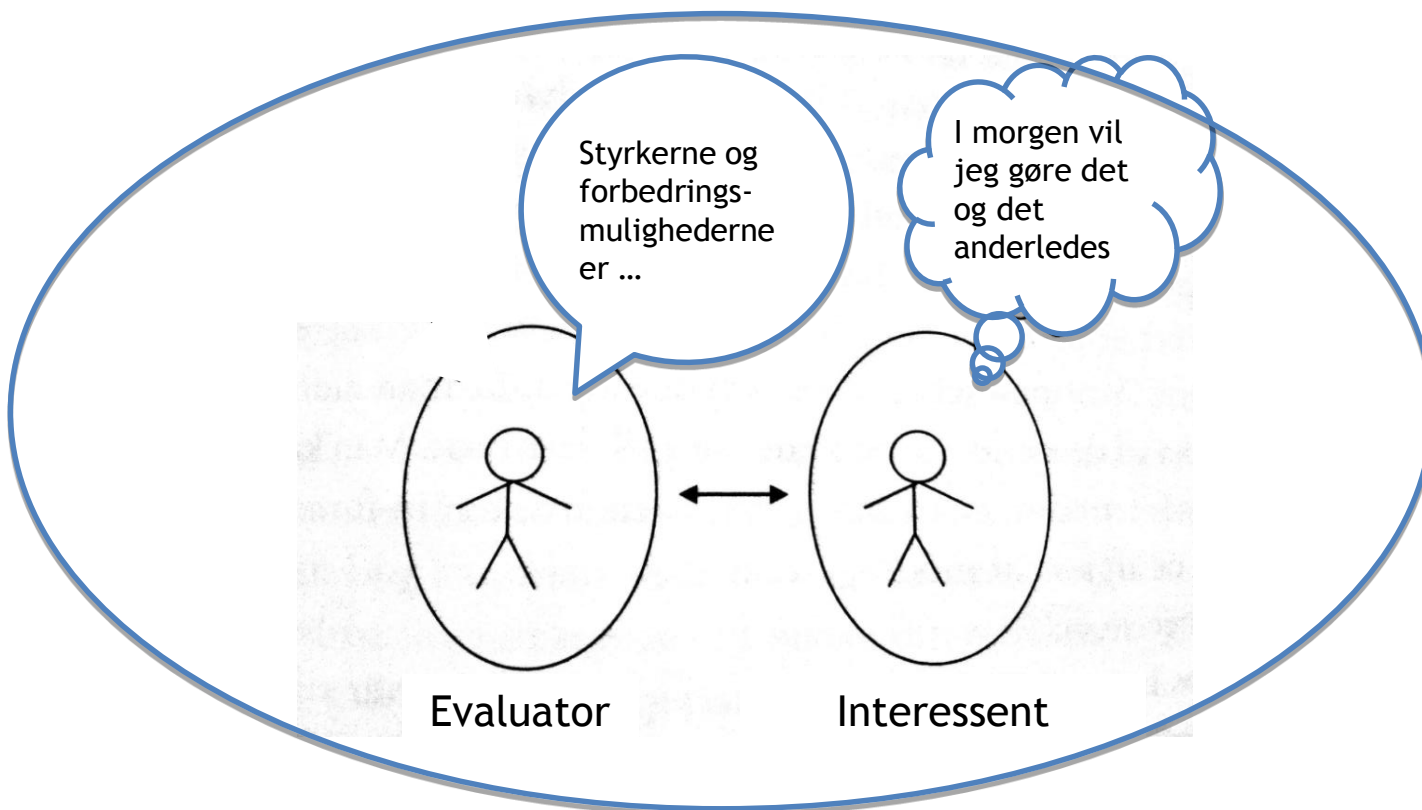 Styrkerne og
forbedrings-
mulighederne
er …
I morgen vil
jeg gøre det
og det
anderledes
Evaluator
Interessent